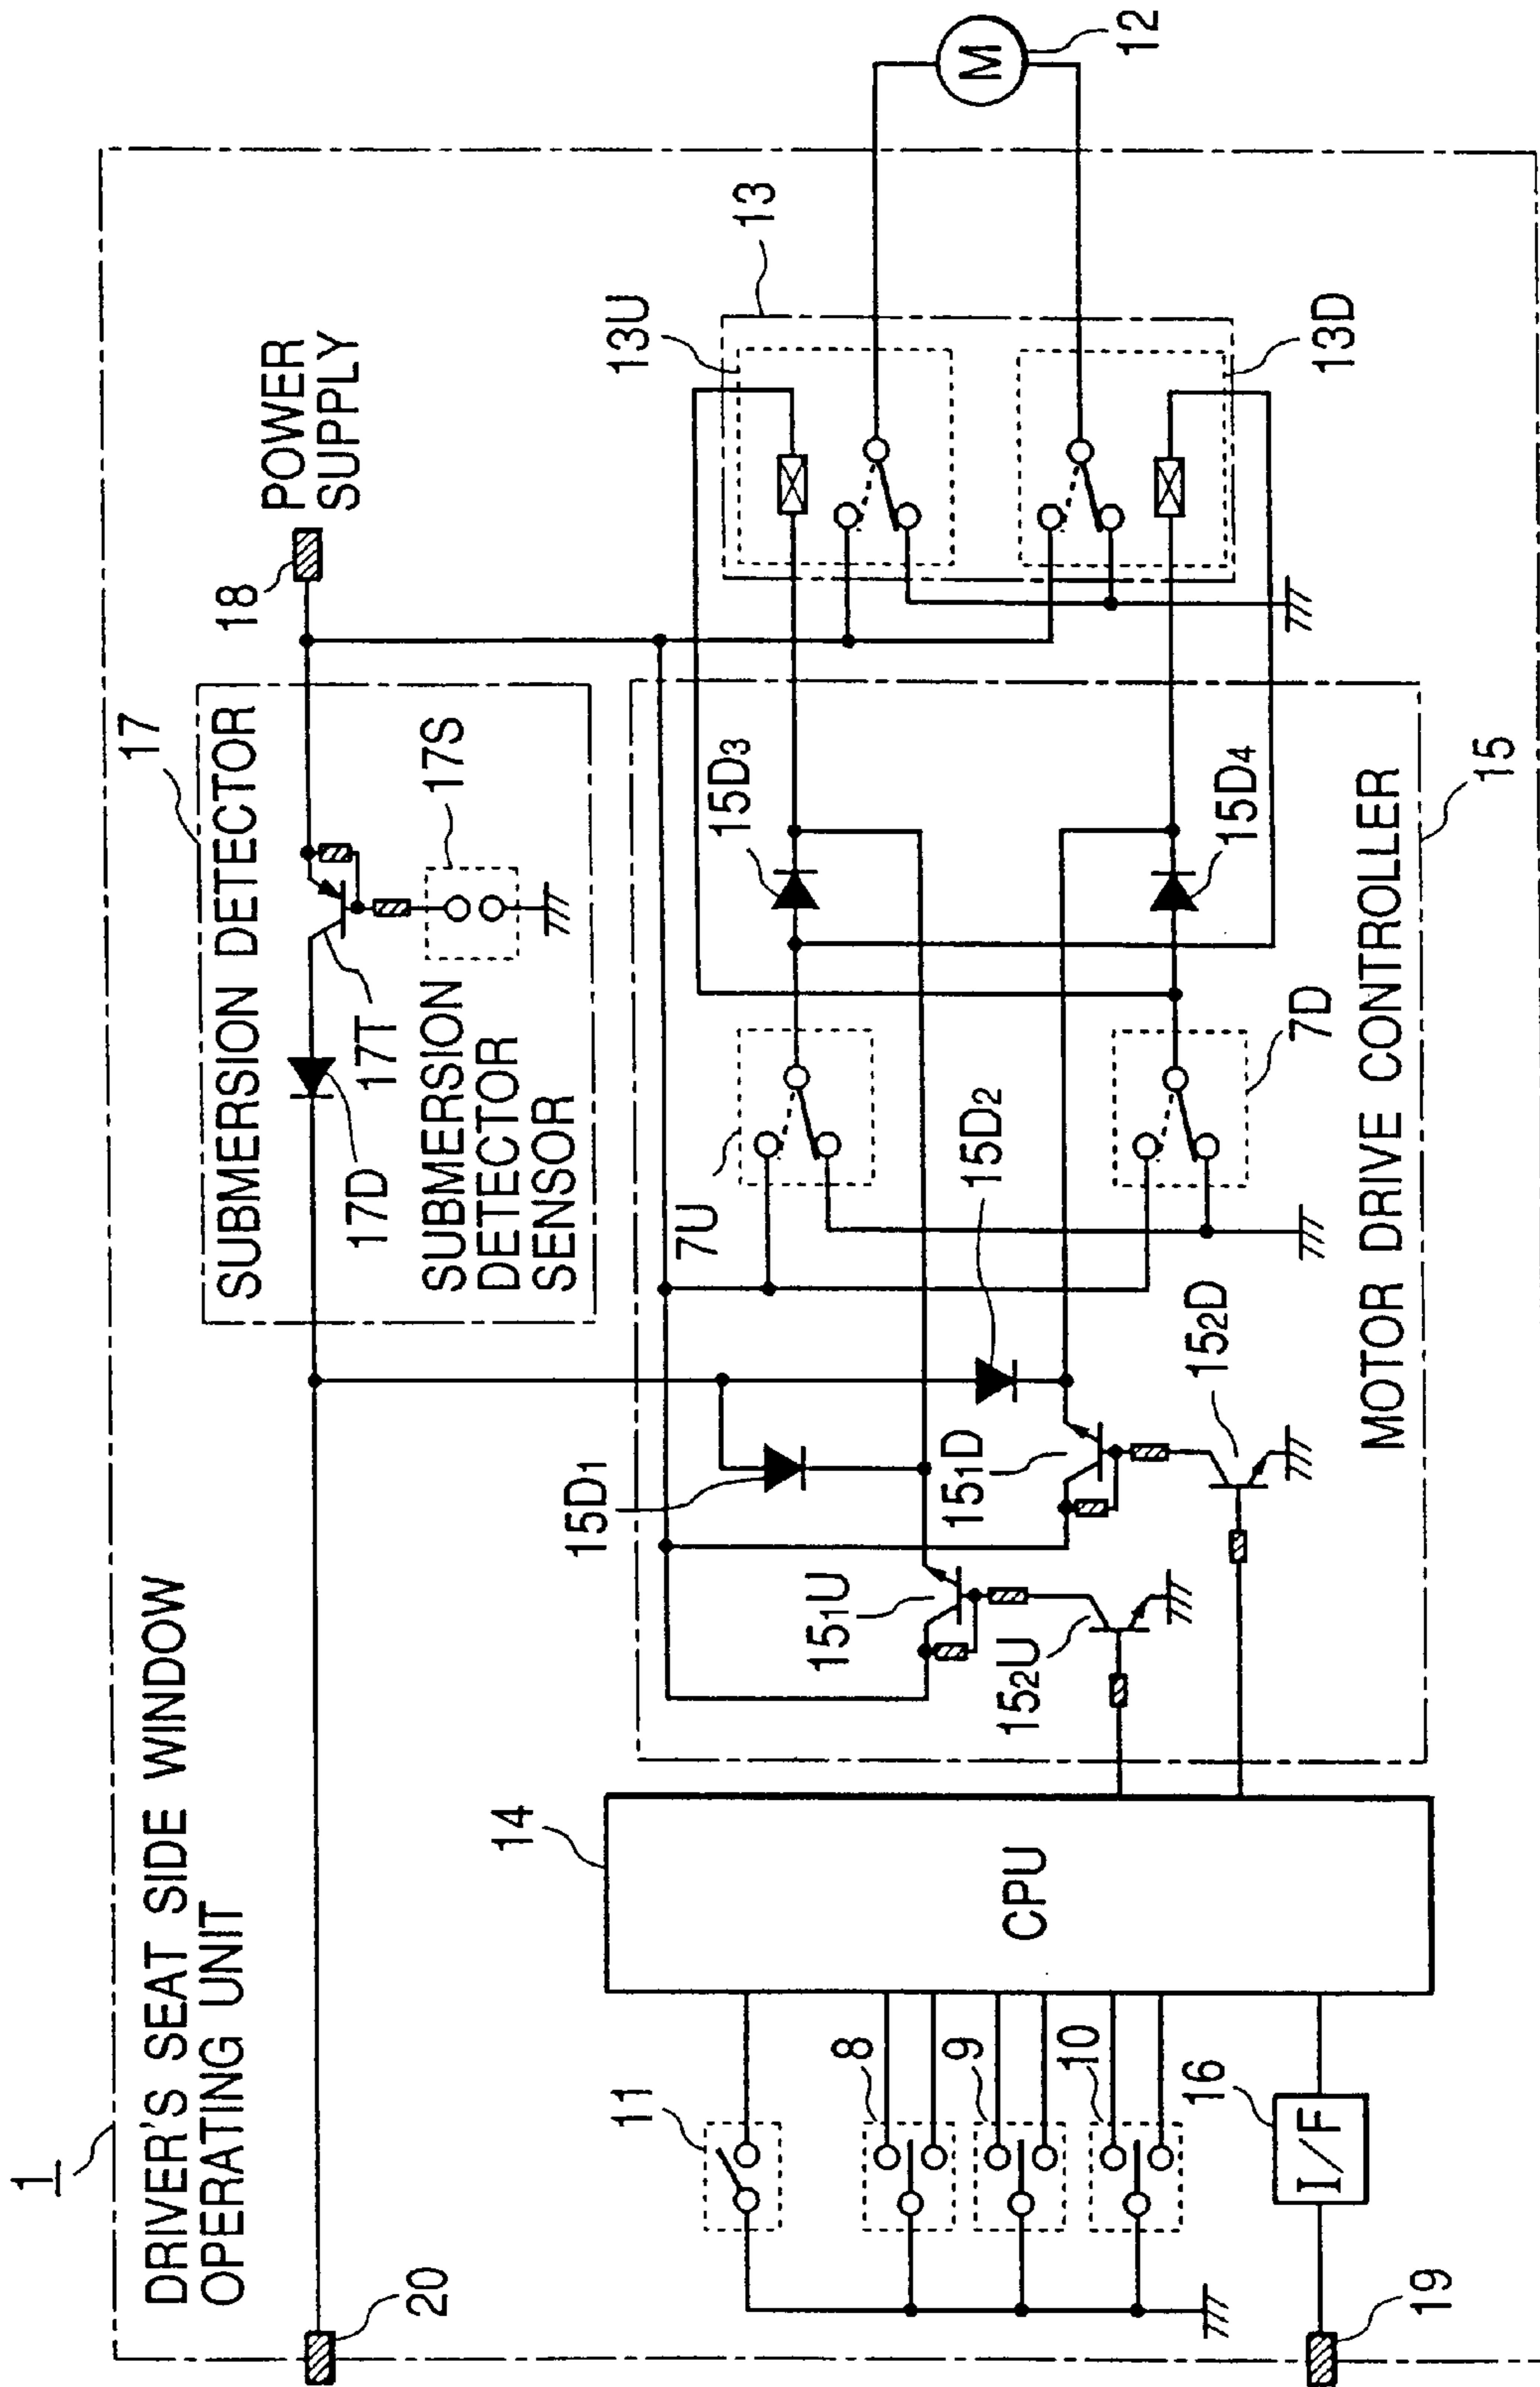 1
DRIVER'S SEAT SIDE WINDOW
OPERATING UNIT
20
17
SUBMERSION DETECTOR
17D
17T
17S
SUBMERSION
DETECTOR
SENSOR
18
POWER
SUPPLY
13
13U
13D
12
M
11
8
9
10
16
I/F
19
14
CPU
15D1
15D2
15D3
15D4
7U
7D
151U
152U
151D
152D
MOTOR DRIVE CONTROLLER
15